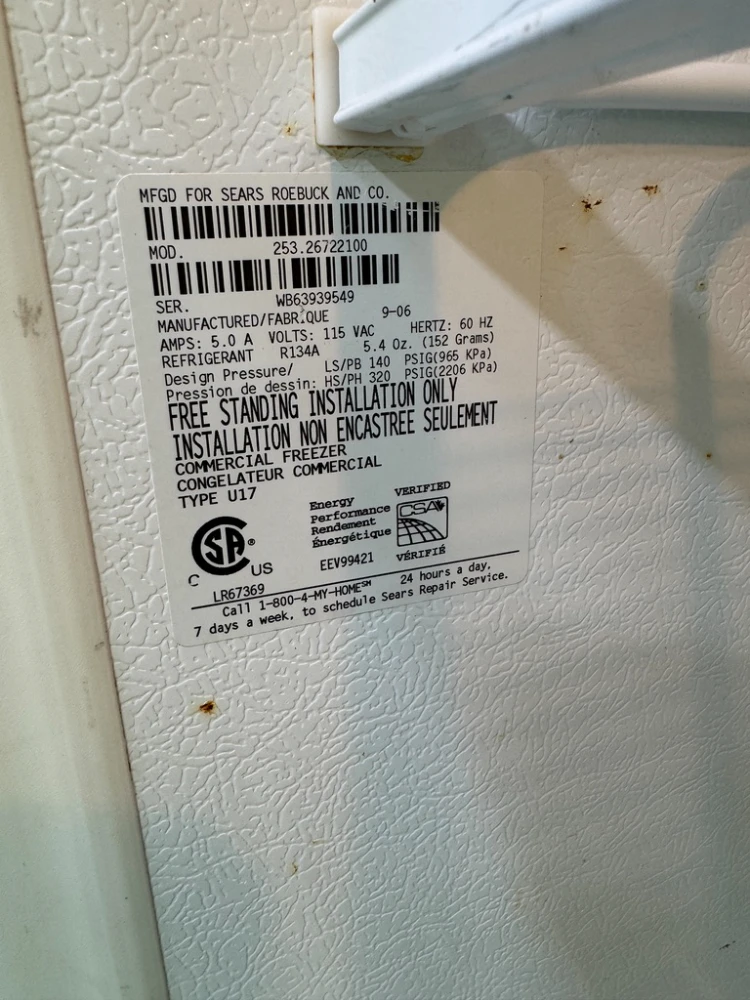 MFGD FOR SEARS ROEBUCK AND CO.
MOD. 253.26722100
SER. WB63939549
MANUFACTURED/FABRIQUE 9-06
AMPS: 5.0 A VOLTS: 115 VAC HERTZ: 60 HZ
REFRIGERANT R134A 5.4 Oz. (152 Grams)
Design Pressure/ LS/PB 140 PSIG(965 KPa)
Pression de dessin: HS/PH 320 PSIG(2206 KPa)
FREE STANDING INSTALLATION ONLY
INSTALLATION NON ENCASTREE SEULEMENT
COMMERCIAL FREEZER
CONGELATEUR COMMERCIAL
TYPE U17
Energy VERIFIED
Performance CSA
Rendement
Énergétique
C SA ® US
EEV99421 VÉRIFIÉ
LR67369
Call 1-800-4-MY-HOME℠ 24 hours a day,
7 days a week, to schedule Sears Repair Service.